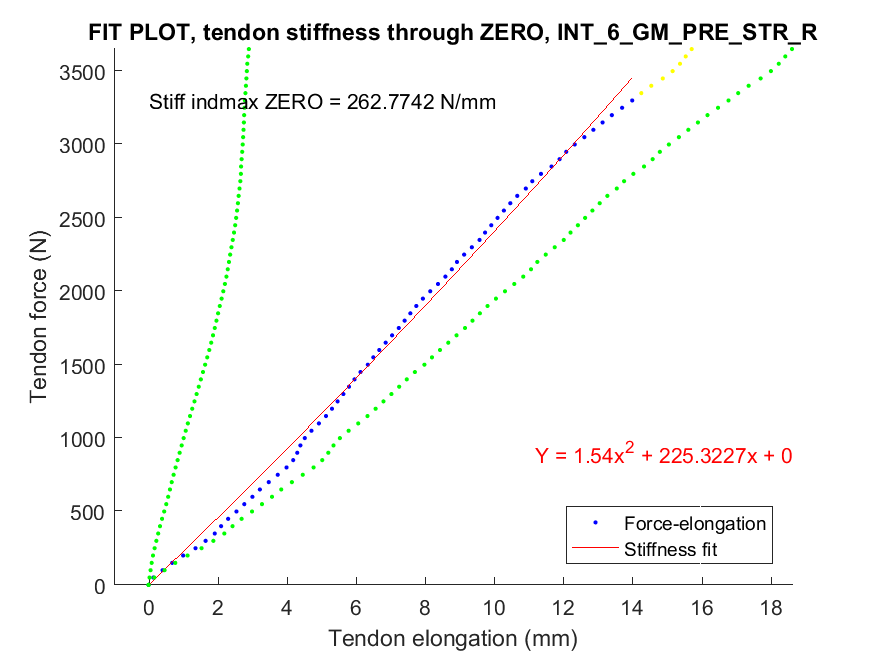 FIT PLOT, tendon stiffness through ZERO, INT_6_GM_PRE_STR_R
Stiff indmax ZERO = 262.7742 N/mm
Tendon force (N)
3500
3000
2500
2000
1500
1000
500
0
Y = 1.54x² + 225.3227x + 0
Force-elongation
Stiffness fit
0 2 4 6 8 10 12 14 16 18
Tendon elongation (mm)